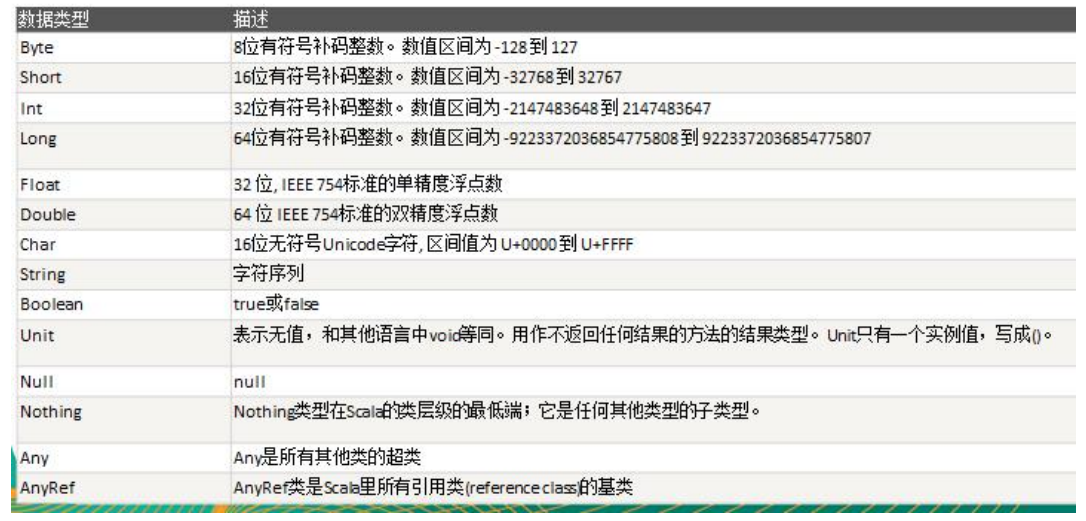 数据类型 描述
Byte 8位有符号补码整数。数值区间为 -128 到 127
Short 16位有符号补码整数。数值区间为 -32768 到 32767
Int 32位有符号补码整数。数值区间为 -2147483648 到 2147483647
Long 64位有符号补码整数。数值区间为 -9223372036854775808 到 9223372036854775807
Float 32 位, IEEE 754标准的单精度浮点数
Double 64 位 IEEE 754标准的双精度浮点数
Char 16位无符号Unicode字符, 区间值为 U+0000 到 U+FFFF
String 字符序列
Boolean true或false
Unit 表示无值，和其他语言中void等同。用作不返回任何结果的方法的结果类型。Unit只有一个实例值，写成()。
Null null
Nothing Nothing类型在Scala的类层级的最低端；它是任何其他类型的子类型。
Any Any是所有其他类的超类
AnyRef AnyRef类是Scala里所有引用类(reference class)的基类